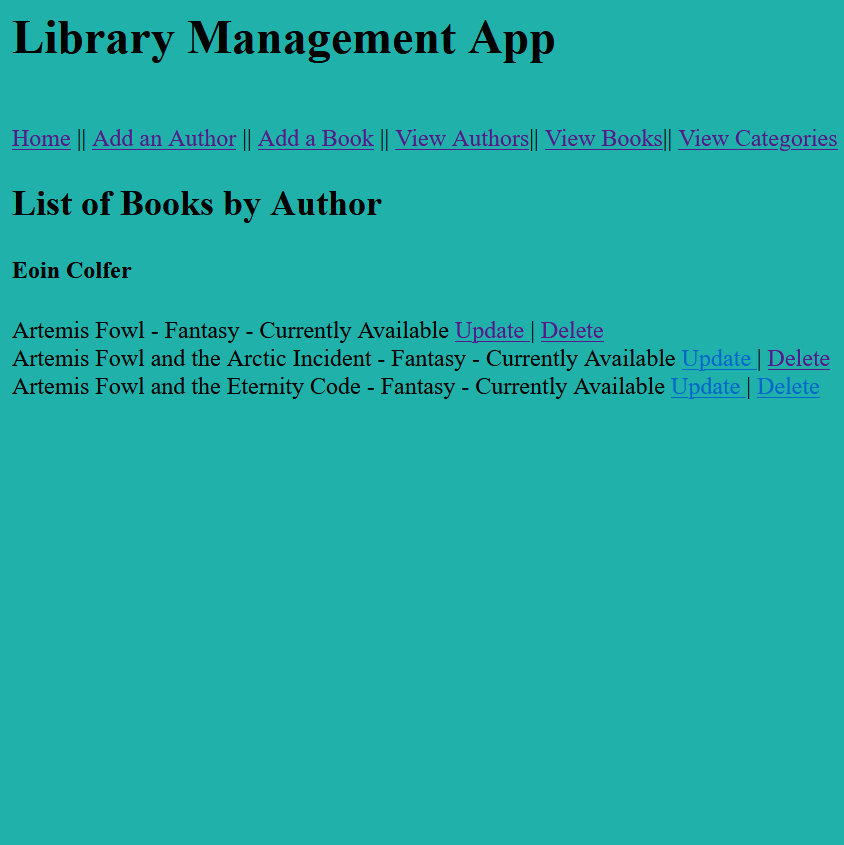 Library Management App
Home || Add an Author || Add a Book || View Authors|| View Books|| View Categories
List of Books by Author
Eoin Colfer
Artemis Fowl - Fantasy - Currently Available Update | Delete
Artemis Fowl and the Arctic Incident - Fantasy - Currently Available Update | Delete
Artemis Fowl and the Eternity Code - Fantasy - Currently Available Update | Delete